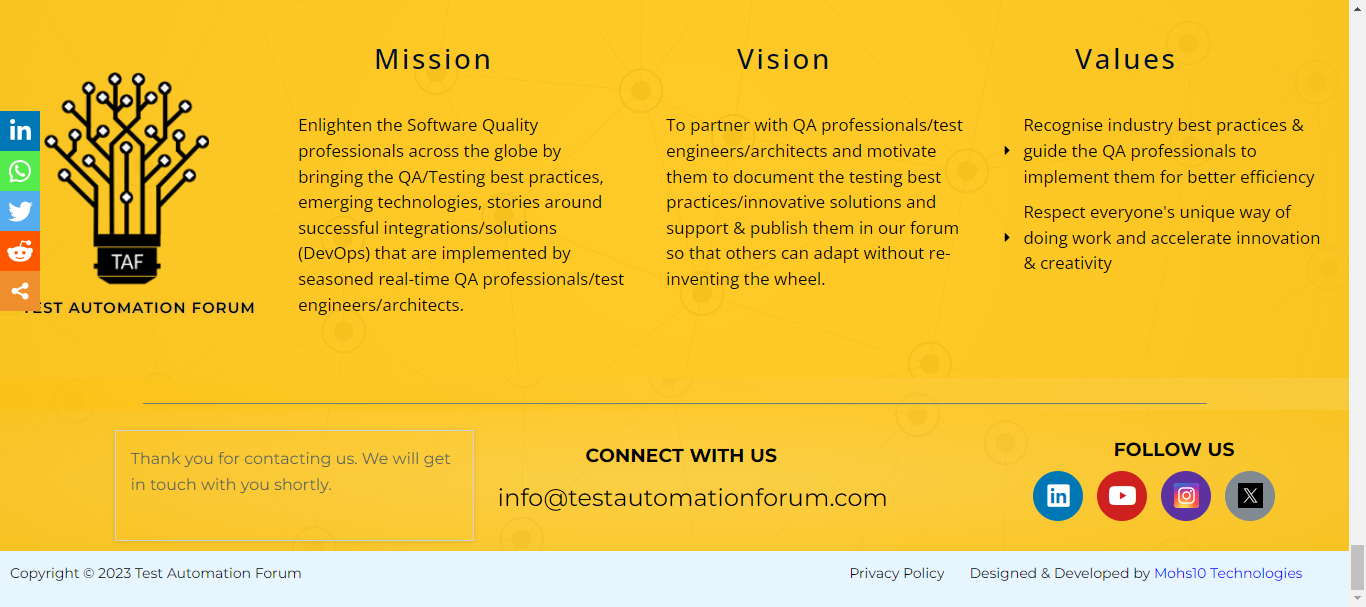 Mission
Enlighten the Software Quality
professionals across the globe by
bringing the QA/Testing best practices,
emerging technologies, stories around
successful integrations/solutions
(DevOps) that are implemented by
seasoned real-time QA professionals/test
engineers/architects.
Vision
To partner with QA professionals/test
engineers/architects and motivate
them to document the testing best
practices/innovative solutions and
support & publish them in our forum
so that others can adapt without re-
inventing the wheel.
Values
Recognise industry best practices &
guide the QA professionals to
implement them for better efficiency
Respect everyone's unique way of
doing work and accelerate innovation
& creativity
in
TAF
TEST AUTOMATION FORUM
Thank you for contacting us. We will get
in touch with you shortly.
CONNECT WITH US
info@testautomationforum.com
FOLLOW US
in
X
Copyright © 2023 Test Automation Forum
Privacy Policy
Designed & Developed by Mohs10 Technologies